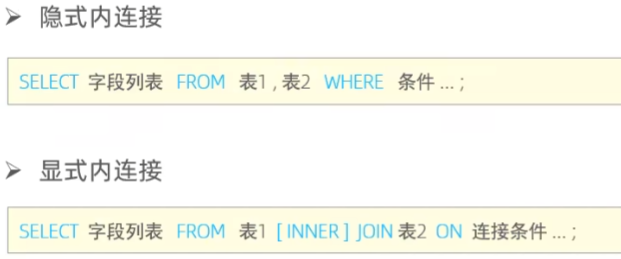 ➢ 隐式内连接
SELECT 字段列表 FROM 表1 , 表2 WHERE 条件 ... ;
➢ 显式内连接
SELECT 字段列表 FROM 表1 [ INNER ] JOIN 表2 ON 连接条件 ... ;